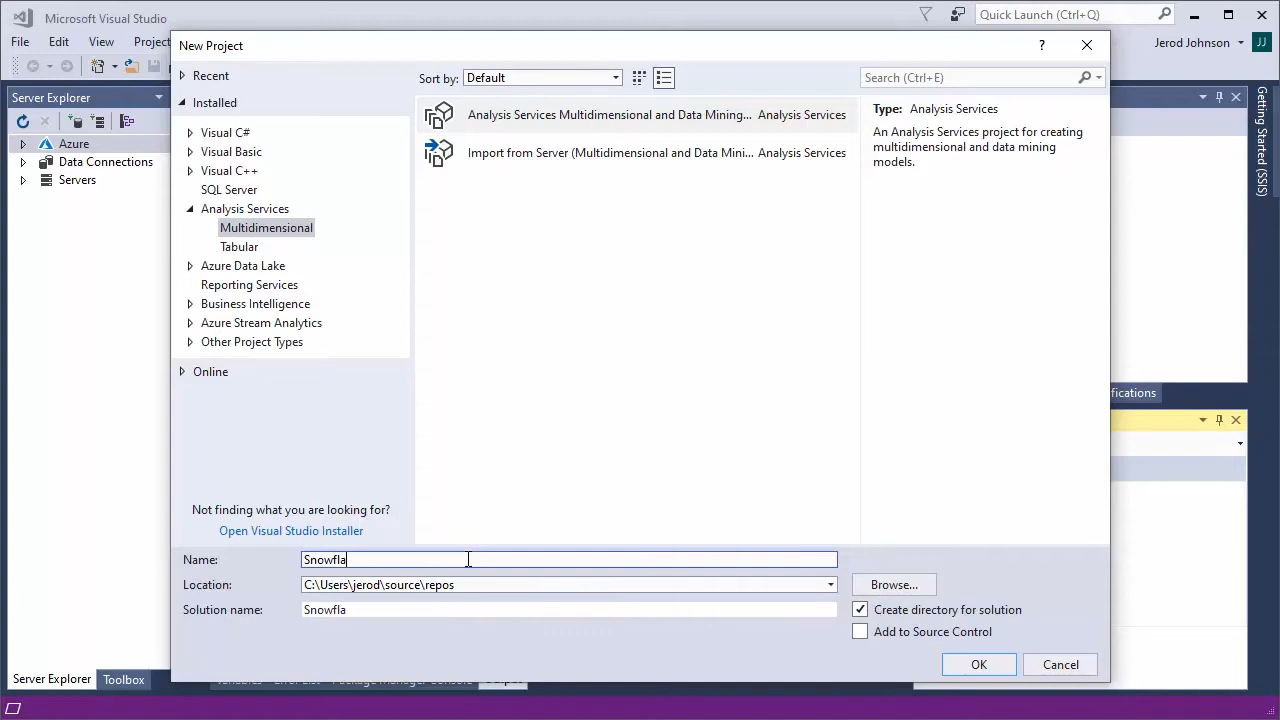 Microsoft Visual Studio
Quick Launch (Ctrl+Q)
File Edit View Project
Jerod Johnson JJ
New Project
?
Server Explorer
Azure
Data Connections
Servers
Recent
Installed
Visual C#
Visual Basic
Visual C++
SQL Server
Analysis Services
Multidimensional
Tabular
Azure Data Lake
Reporting Services
Business Intelligence
Azure Stream Analytics
Other Project Types
Online
Not finding what you are looking for?
Open Visual Studio Installer
Sort by: Default
Search (Ctrl+E)
Analysis Services Multidimensional and Data Mining... Analysis Services
Import from Server (Multidimensional and Data Mini... Analysis Services
Type: Analysis Services
An Analysis Services project for creating
multidimensional and data mining
models.
Getting Started (SSIS)
fications
Name: Snowfla
Location: C:\Users\jerod\source\repos
Browse...
Solution name: Snowfla
Create directory for solution
Add to Source Control
OK Cancel
Server Explorer Toolbox